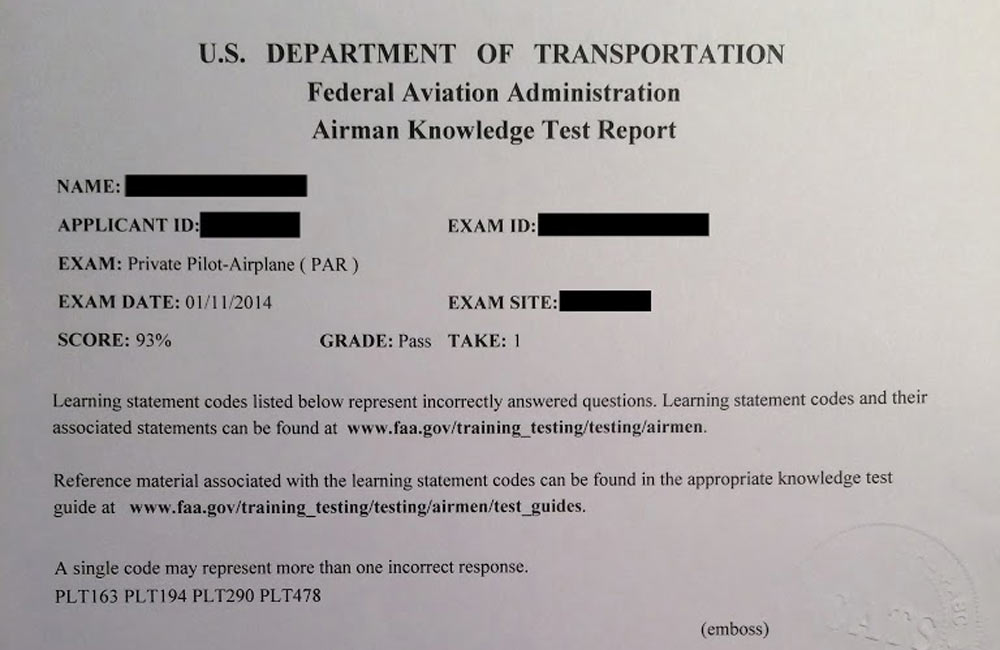 U.S. DEPARTMENT OF TRANSPORTATION
Federal Aviation Administration
Airman Knowledge Test Report
NAME:
APPLICANT ID: EXAM ID:
EXAM: Private Pilot-Airplane ( PAR )
EXAM DATE: 01/11/2014 EXAM SITE:
SCORE: 93% GRADE: Pass TAKE: 1
Learning statement codes listed below represent incorrectly answered questions. Learning statement codes and their
associated statements can be found at www.faa.gov/training_testing/testing/airmen.
Reference material associated with the learning statement codes can be found in the appropriate knowledge test
guide at www.faa.gov/training_testing/testing/airmen/test_guides.
A single code may represent more than one incorrect response.
PLT163 PLT194 PLT290 PLT478
(emboss)